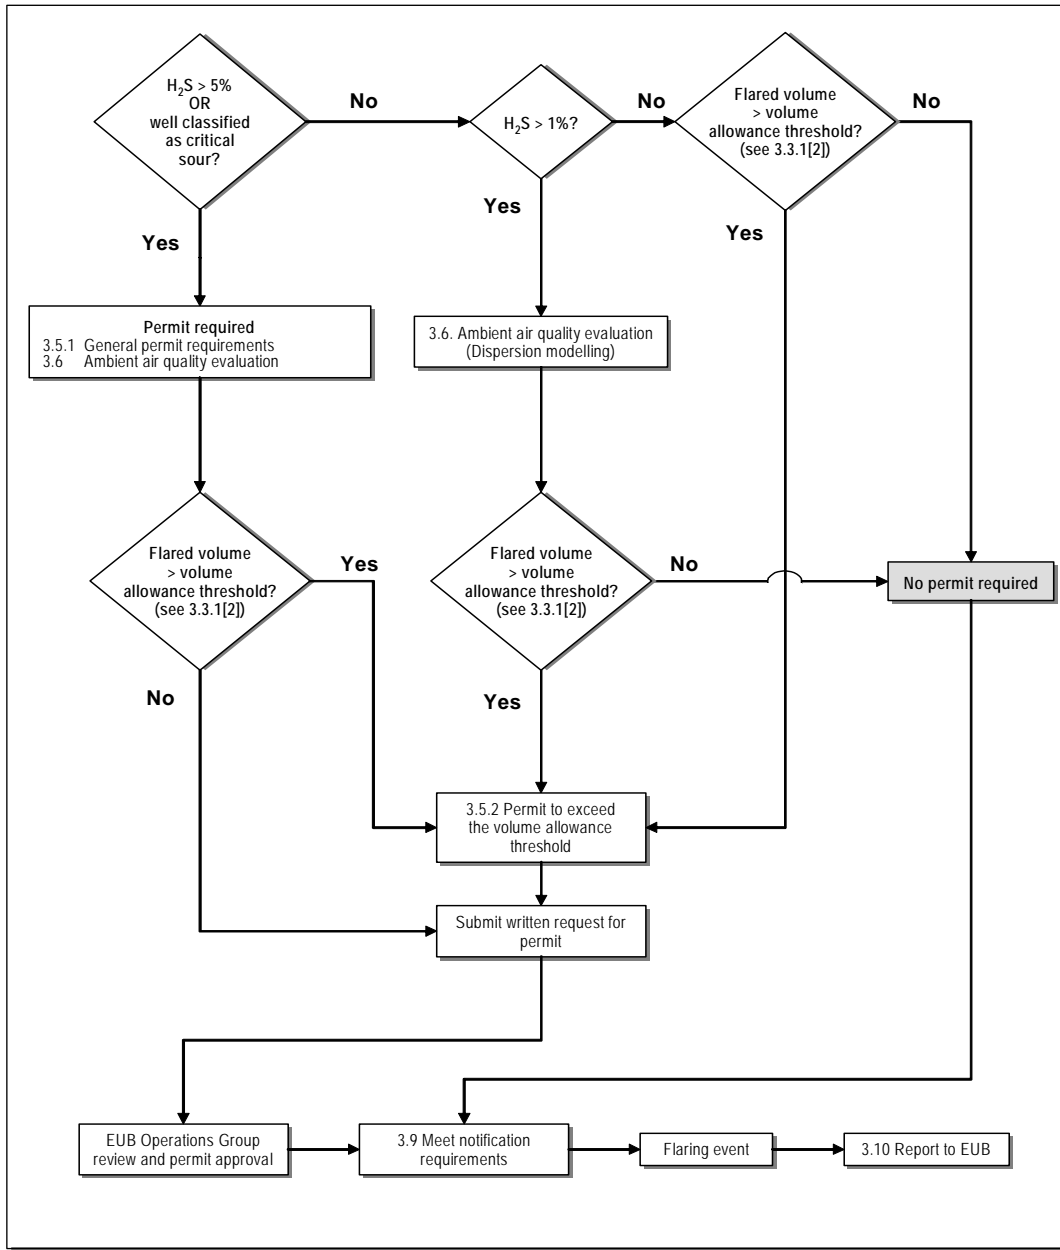 H2S > 5%
OR
well classified
as critical
sour?
No
H2S > 1%?
No
Flared volume
> volume
allowance threshold?
(see 3.3.1[2])
No
Yes
Yes
Yes
Permit required
3.5.1 General permit requirements
3.6 Ambient air quality evaluation
3.6. Ambient air quality evaluation
(Dispersion modelling)
Flared volume
> volume
allowance threshold?
(see 3.3.1[2])
Yes
Flared volume
> volume
allowance threshold?
(see 3.3.1[2])
No
No permit required
No
Yes
3.5.2 Permit to exceed
the volume allowance
threshold
Submit written request for
permit
EUB Operations Group
review and permit approval
3.9 Meet notification
requirements
Flaring event
3.10 Report to EUB